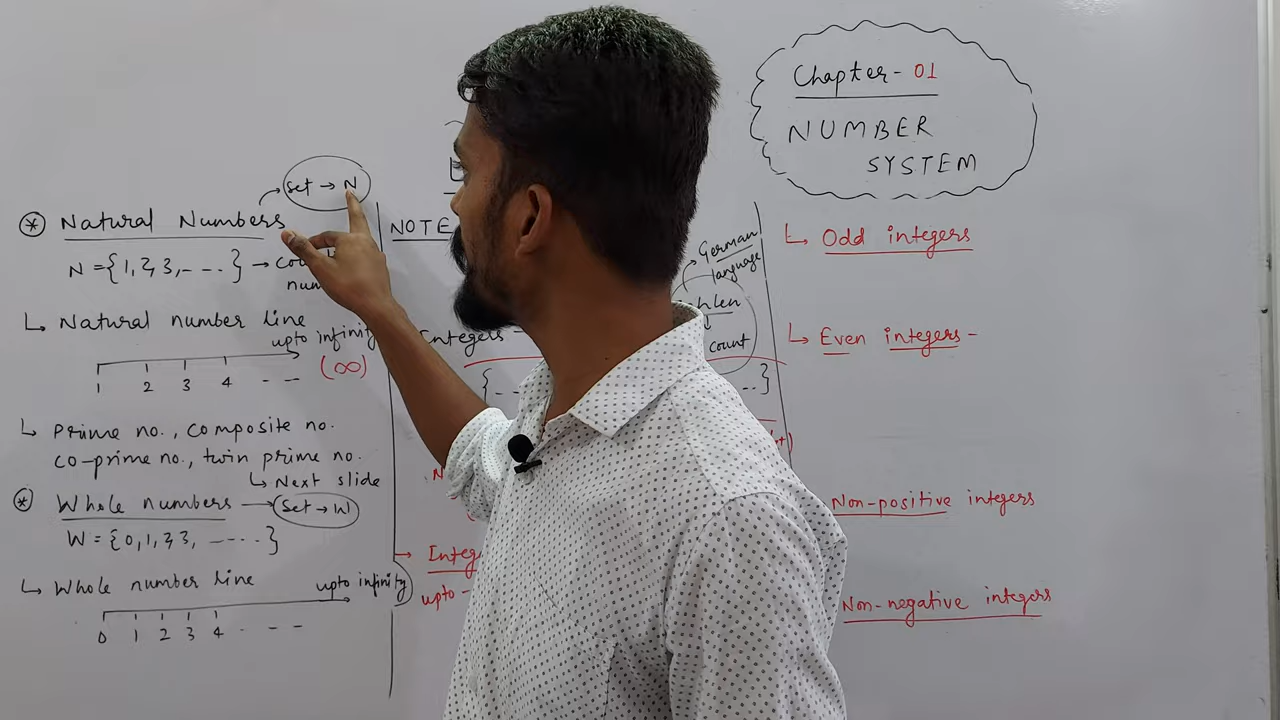 Chapter-01
NUMBER
SYSTEM
Set → N
* Natural Numbers
N = {1, 2, 3, - - - . }
↳ Natural number line
upto infinity
(∞)
1 2 3 4 - - -
↳ Prime no., composite no.
co-prime no., twin prime no.
↳ Next slide
* Whole numbers → Set → W
W = {0, 1, 2, 3, - - - - }
↳ Whole number line
upto infinity
0 1 2 3 4 - - -
NOTE
German
language
hlen
count
Integers -
{ - -
.. }
upto -
↳ Odd integers
↳ Even integers -
Non-positive integers
Non-negative integers